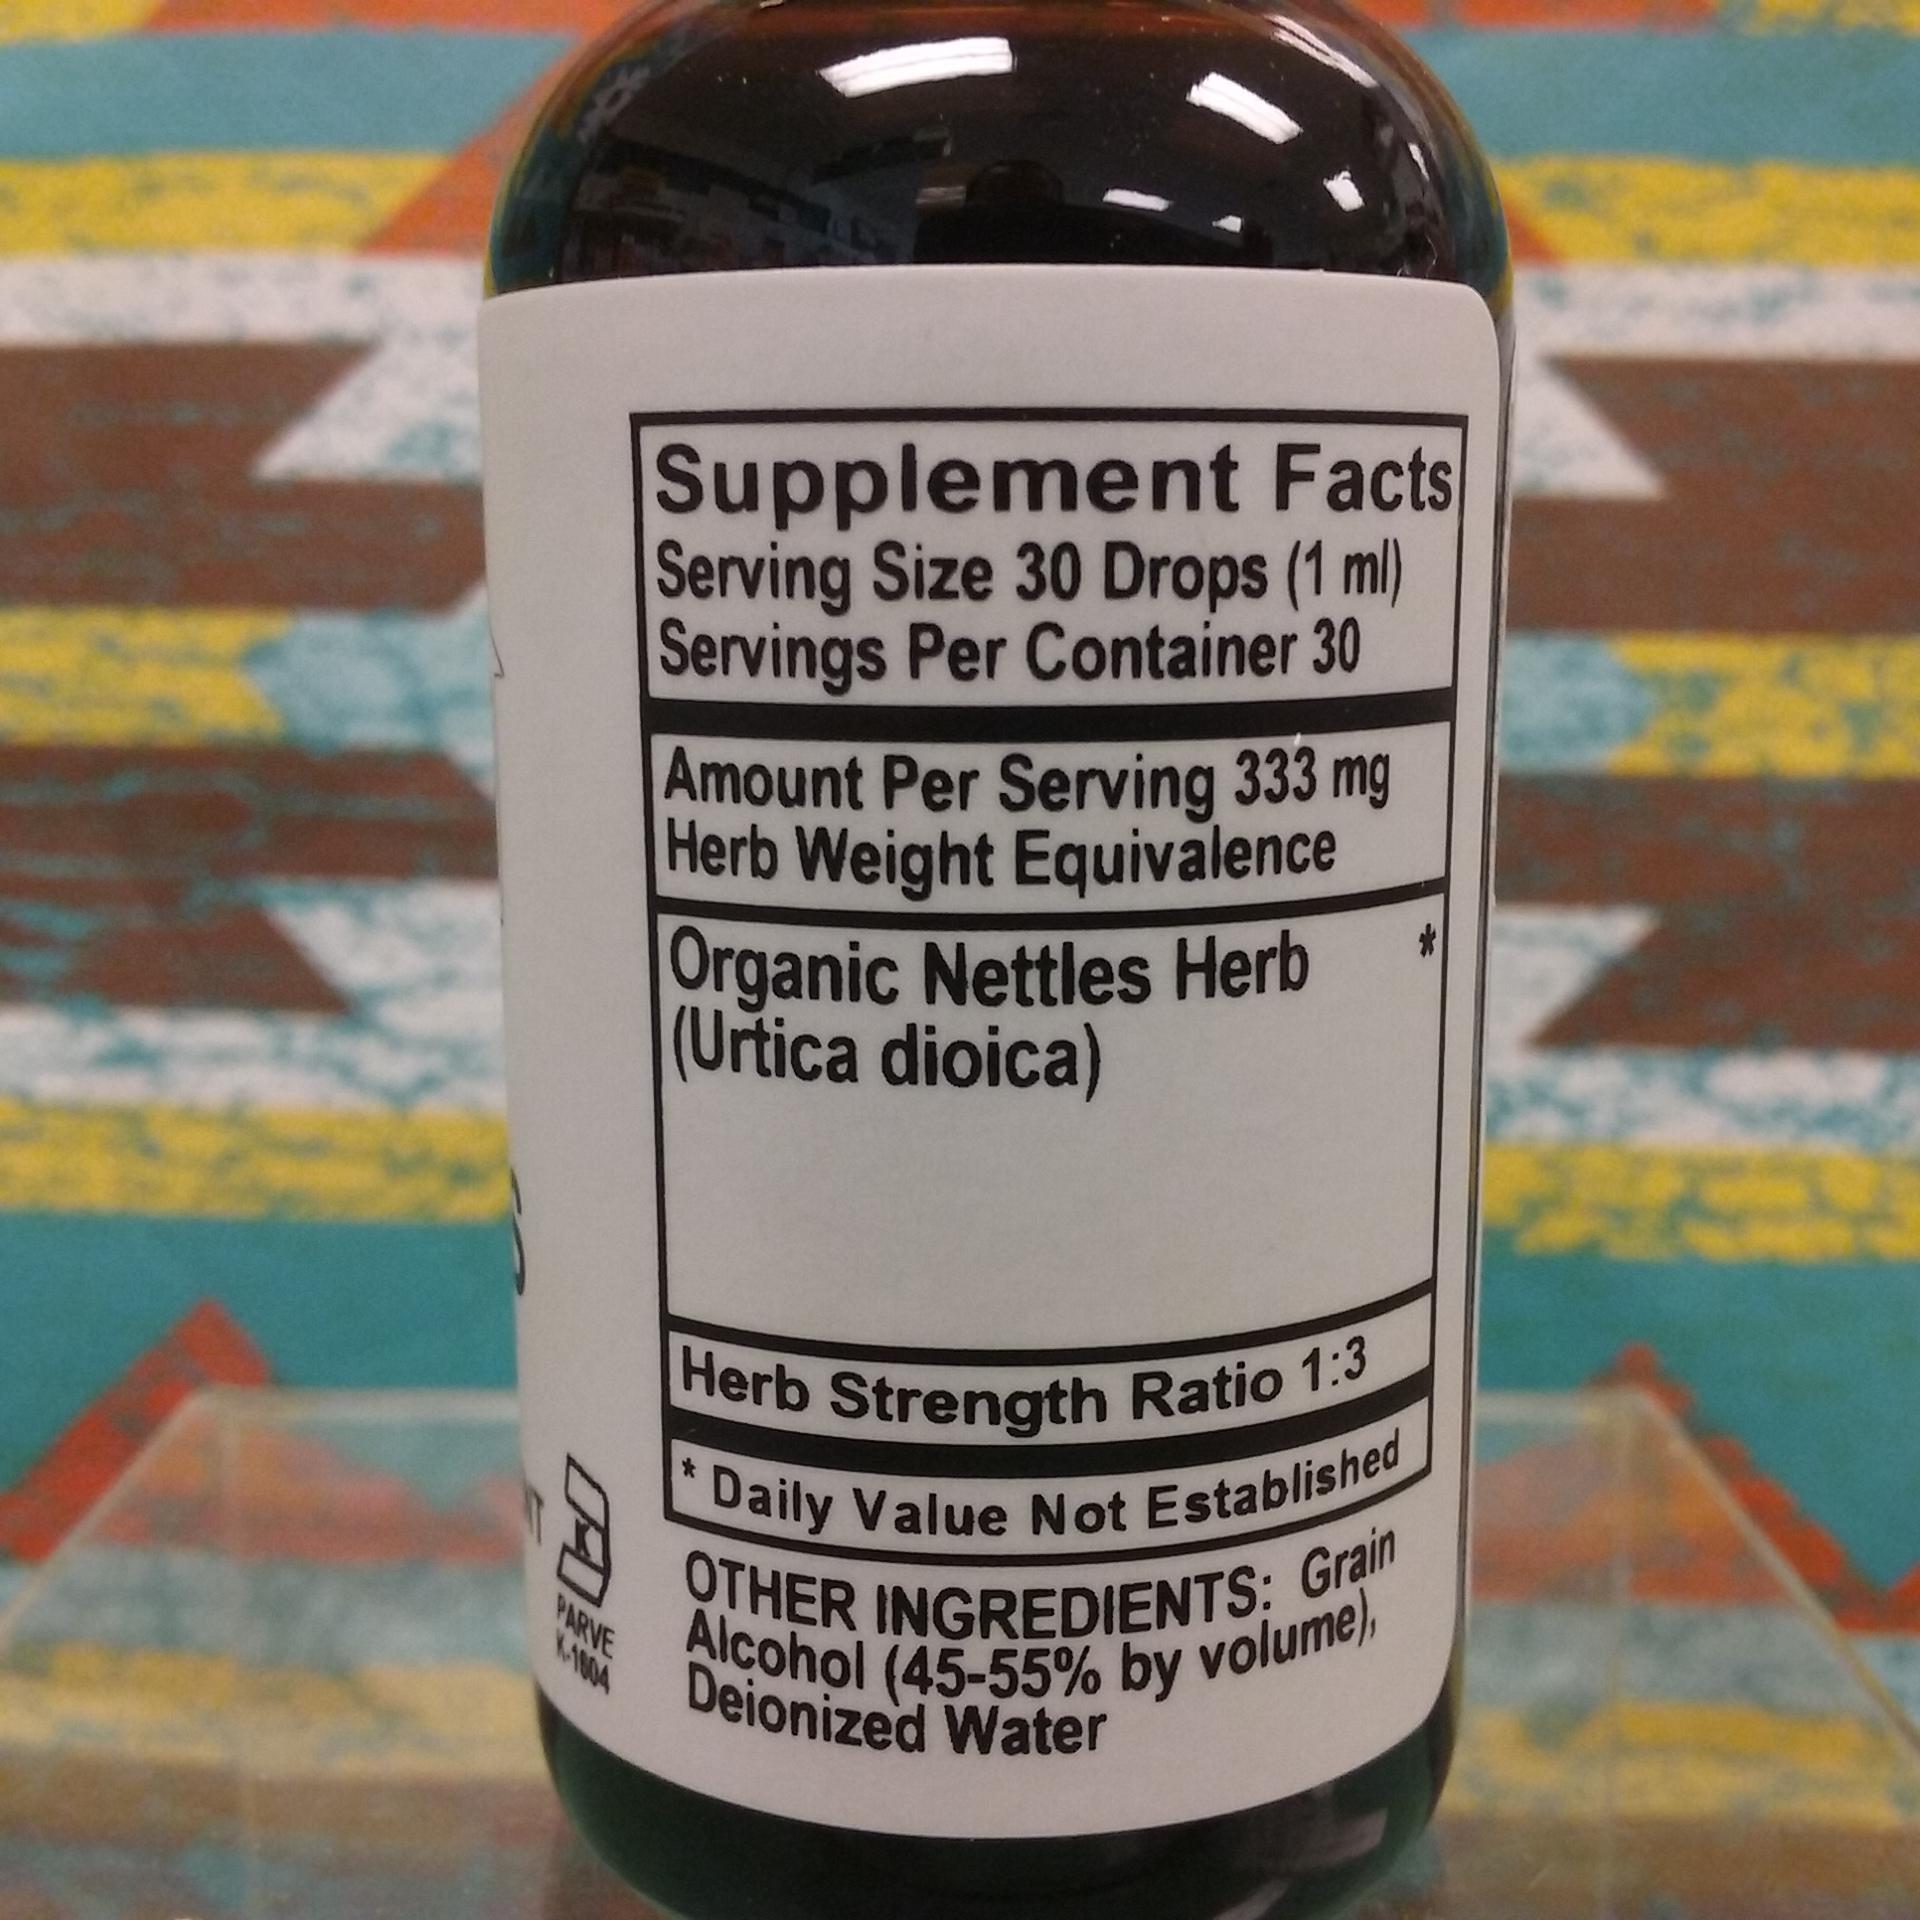 Supplement Facts
Serving Size 30 Drops (1 ml)
Servings Per Container 30
Amount Per Serving 333 mg
Herb Weight Equivalence
Organic Nettles Herb *
(Urtica dioica)
Herb Strength Ratio 1:3
* Daily Value Not Established
OTHER INGREDIENTS: Grain
Alcohol (45-55% by volume),
Deionized Water
K
PARVE
K-1604